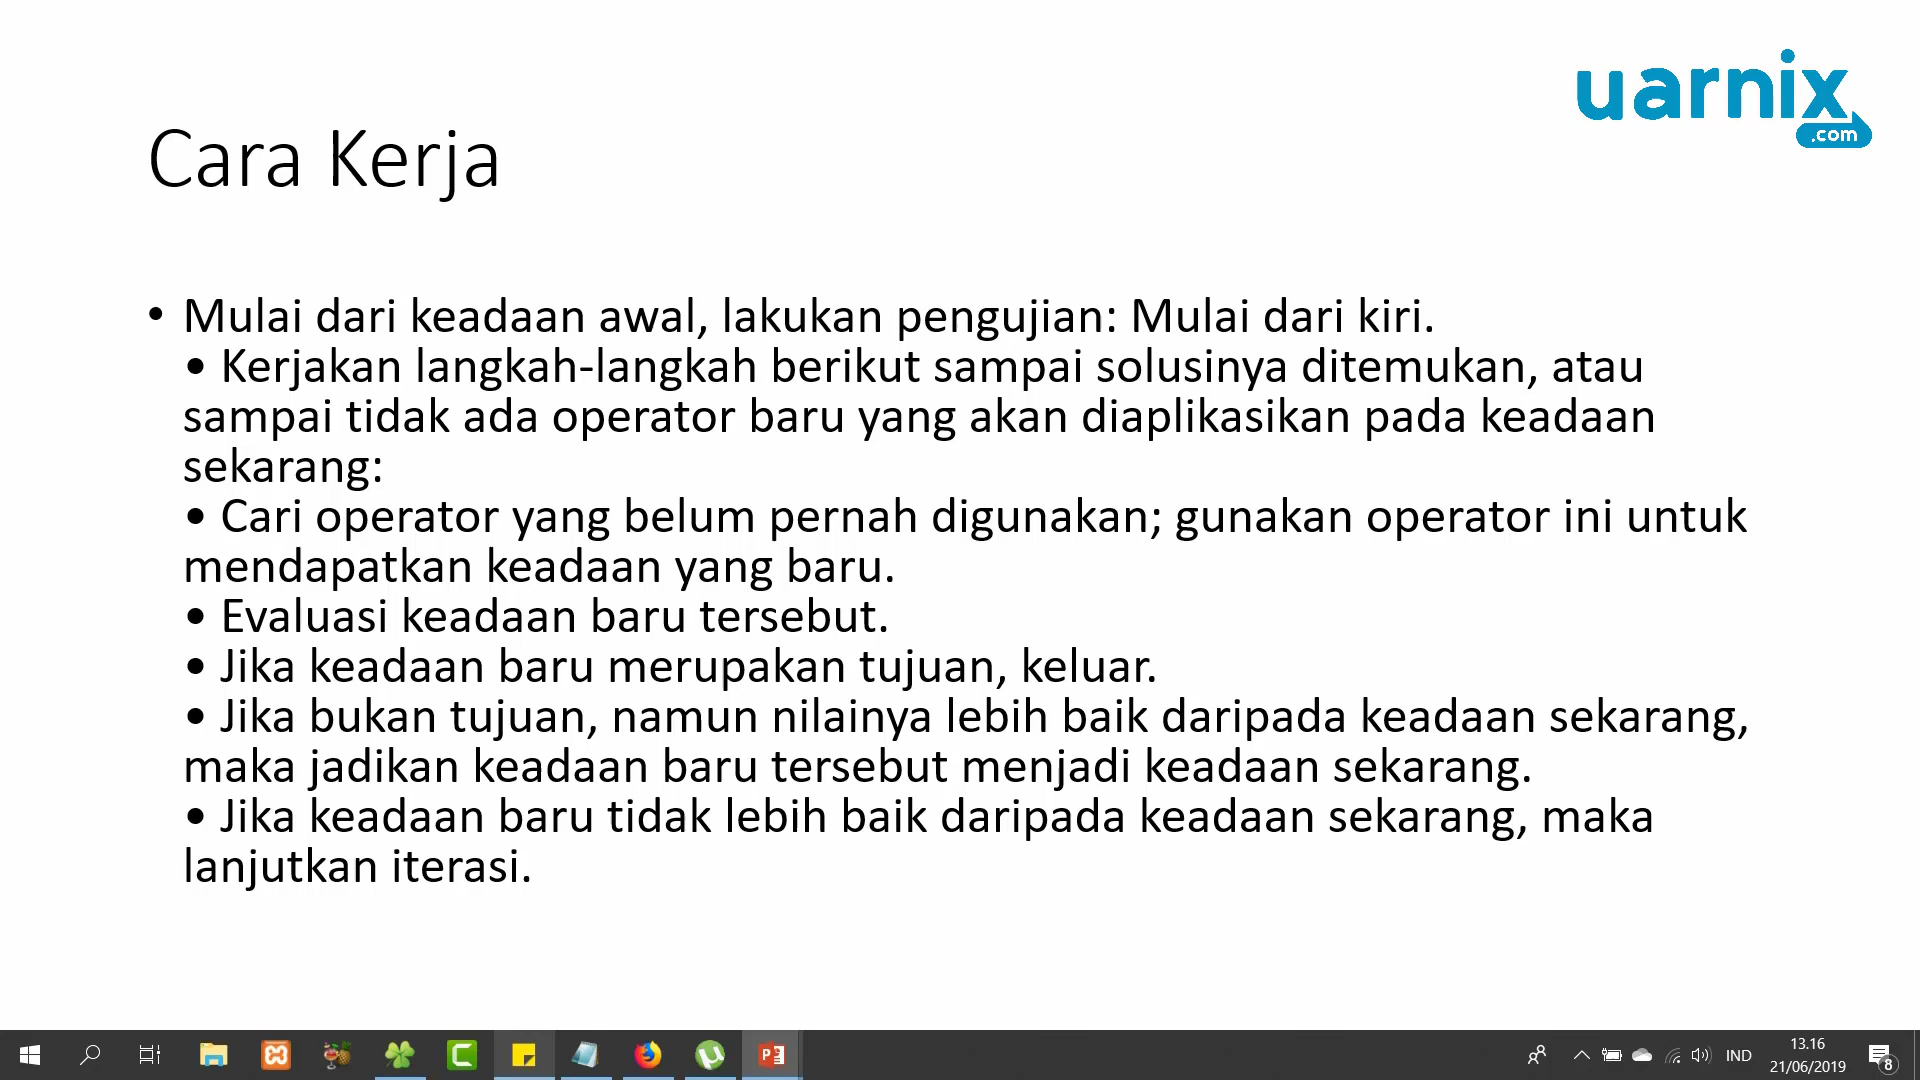 uarnix
.com
Cara Kerja
• Mulai dari keadaan awal, lakukan pengujian: Mulai dari kiri.
• Kerjakan langkah-langkah berikut sampai solusinya ditemukan, atau
sampai tidak ada operator baru yang akan diaplikasikan pada keadaan
sekarang:
• Cari operator yang belum pernah digunakan; gunakan operator ini untuk
mendapatkan keadaan yang baru.
• Evaluasi keadaan baru tersebut.
• Jika keadaan baru merupakan tujuan, keluar.
• Jika bukan tujuan, namun nilainya lebih baik daripada keadaan sekarang,
maka jadikan keadaan baru tersebut menjadi keadaan sekarang.
• Jika keadaan baru tidak lebih baik daripada keadaan sekarang, maka
lanjutkan iterasi.
IND
13.16
21/06/2019
8